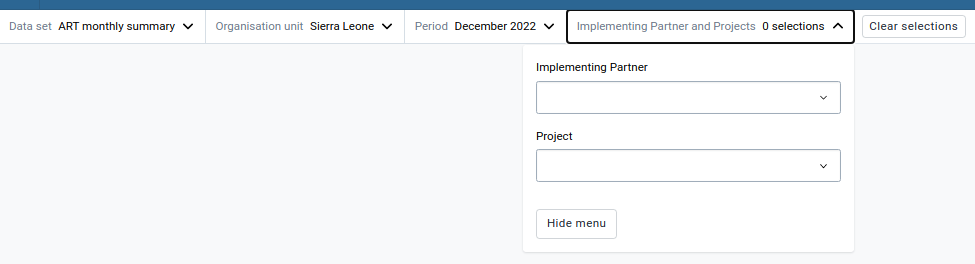 Data set ART monthly summary Organisation unit Sierra Leone Period December 2022 Implementing Partner and Projects 0 selections Clear selections
Implementing Partner
Project
Hide menu